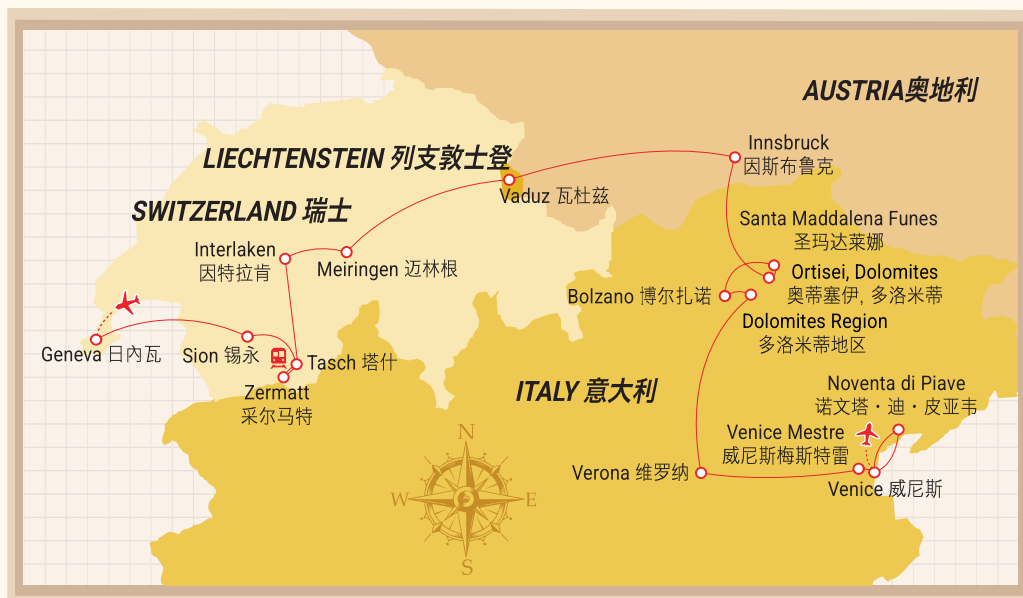 AUSTRIA奥地利
Innsbruck
因斯布鲁克
LIECHTENSTEIN 列支敦士登
Vaduz 瓦杜兹
SWITZERLAND 瑞士
Santa Maddalena Funes
圣玛达莱娜
Interlaken
因特拉肯
Meiringen 迈林根
Ortisei, Dolomites
奥蒂塞伊, 多洛米蒂
Bolzano 博尔扎诺
Dolomites Region
多洛米蒂地区
Geneva 日內瓦
Sion 锡永
Tasch 塔什
Zermatt
采尔马特
ITALY 意大利
Noventa di Piave
诺文塔・迪・皮亚韦
Venice Mestre
威尼斯梅斯特雷
Verona 维罗纳
Venice 威尼斯
N
W
E
S